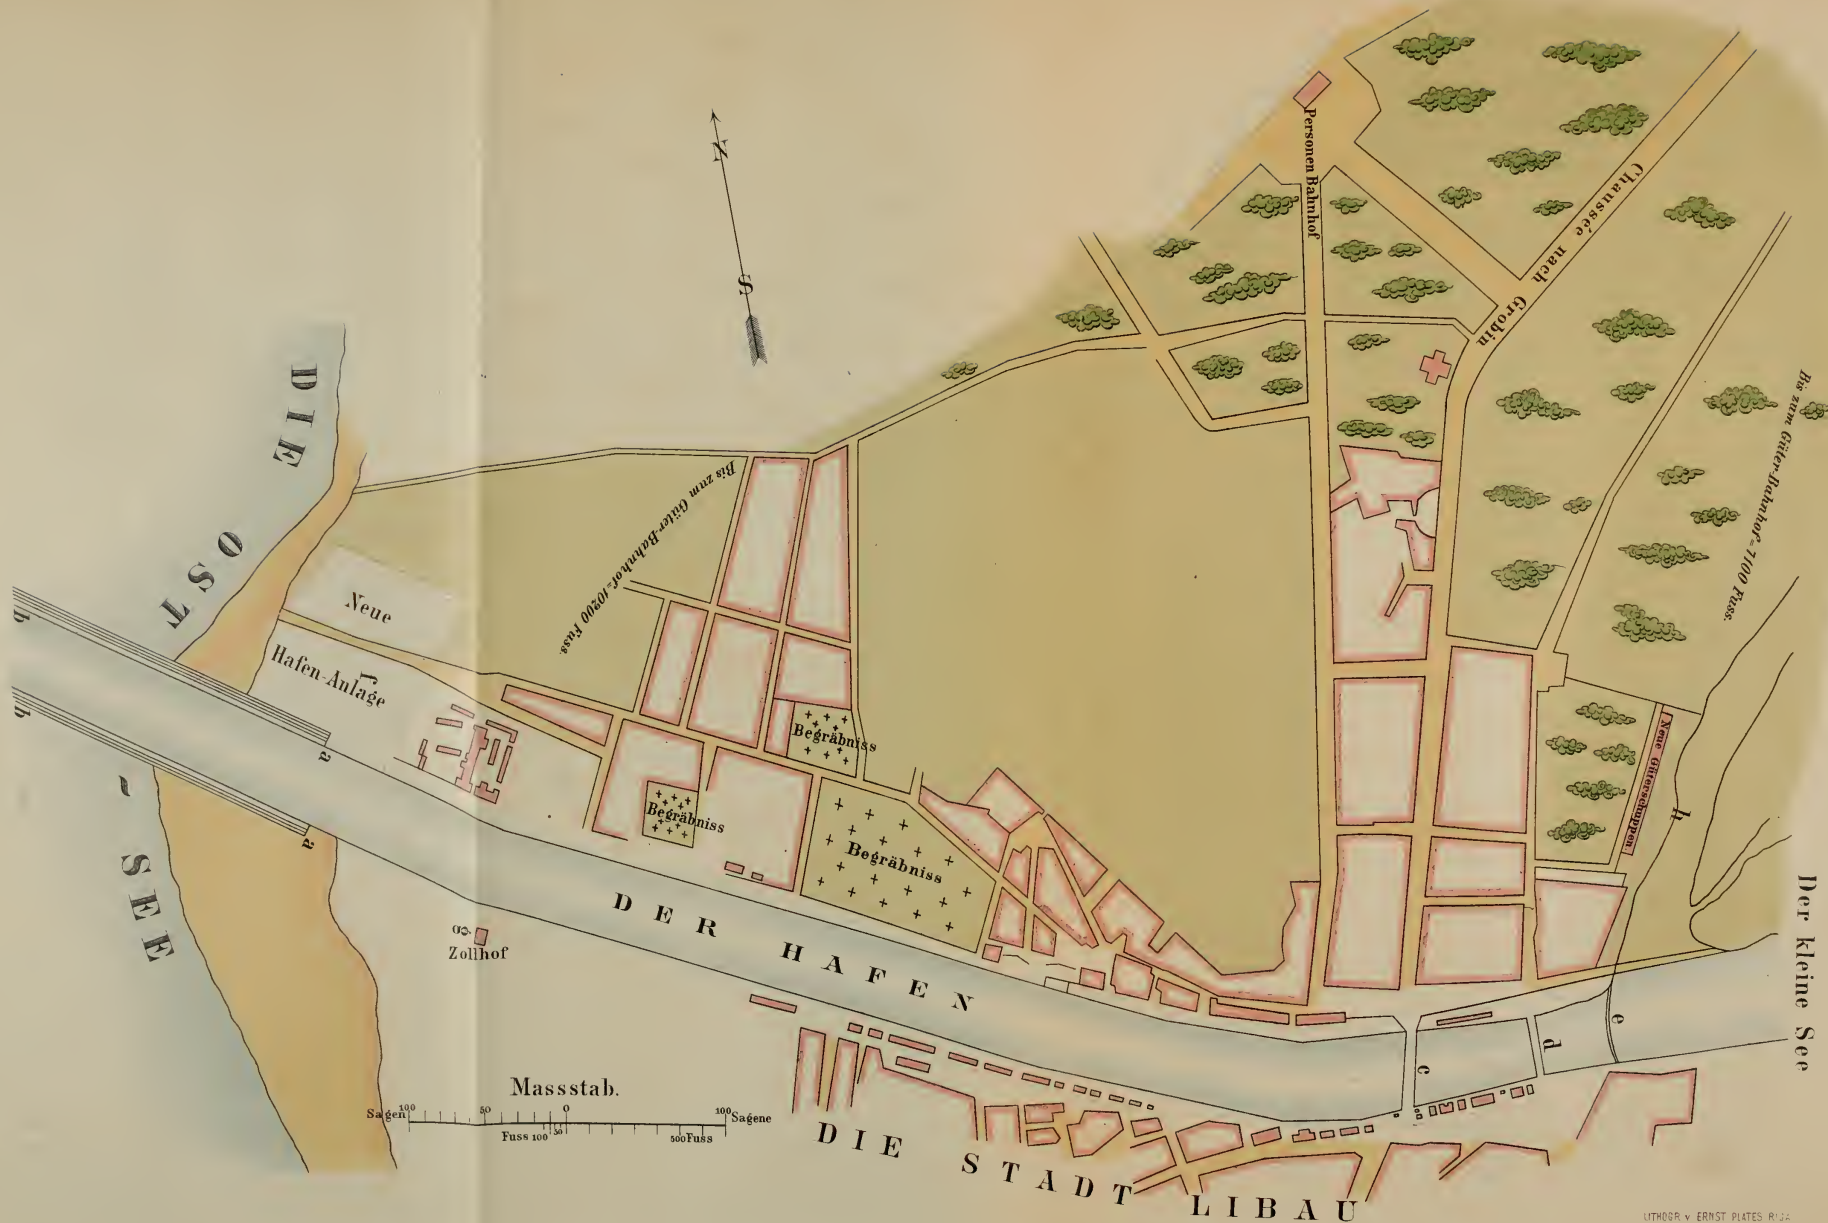 N
S
Personen Bahnhof
Chaussée nach Grobin
Bis zum Güter-Bahnhof = 7100 Fuss.
Bis zum Güter-Bahnhof = 10200 Fuss.
DIE OST-SEE
Neue
Hafen-Anlage
f
b
b
a
a
Begräbniss
Begräbniss
Begräbniss
Neue Güterschuppen.
h
DER HAFEN
g.
Zollhof
Der kleine See
e
d
c
Massstab.
Sagen 100 50 0 100 Sagene
Fuss 100 50 500 Fuss
DIE STADT LIBAU
LITHOGR v ERNST PLATES RIGA